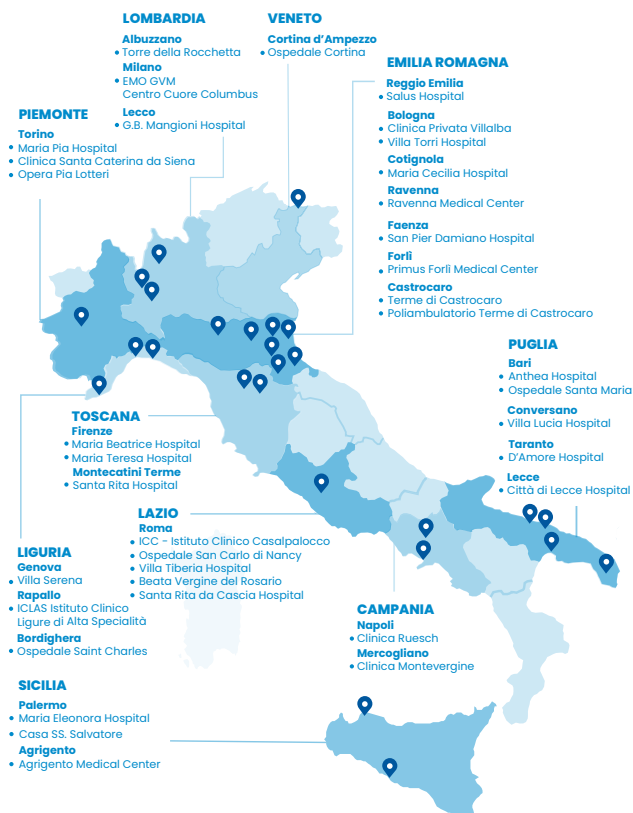 LOMBARDIA
Albuzzano
• Torre della Rocchetta
Milano
• EMO GVM
Centro Cuore Columbus
Lecco
• G.B. Mangioni Hospital
VENETO
Cortina d’Ampezzo
• Ospedale Cortina
EMILIA ROMAGNA
Reggio Emilia
• Salus Hospital
Bologna
• Clinica Privata Villalba
• Villa Torri Hospital
Cotignola
• Maria Cecilia Hospital
Ravenna
• Ravenna Medical Center
Faenza
• San Pier Damiano Hospital
Forlì
• Primus Forlì Medical Center
Castrocaro
• Terme di Castrocaro
• Poliambulatorio Terme di Castrocaro
PIEMONTE
Torino
• Maria Pia Hospital
• Clinica Santa Caterina da Siena
• Opera Pia Lotteri
PUGLIA
Bari
• Anthea Hospital
• Ospedale Santa Maria
Conversano
• Villa Lucia Hospital
Taranto
• D’Amore Hospital
Lecce
• Città di Lecce Hospital
TOSCANA
Firenze
• Maria Beatrice Hospital
• Maria Teresa Hospital
Montecatini Terme
• Santa Rita Hospital
LAZIO
Roma
• ICC - Istituto Clinico Casalpalocco
• Ospedale San Carlo di Nancy
• Villa Tiberia Hospital
• Beata Vergine del Rosario
• Santa Rita da Cascia Hospital
LIGURIA
Genova
• Villa Serena
Rapallo
• ICLAS Istituto Clinico
Ligure di Alta Specialità
Bordighera
• Ospedale Saint Charles
CAMPANIA
Napoli
• Clinica Ruesch
Mercogliano
• Clinica Montevergine
SICILIA
Palermo
• Maria Eleonora Hospital
• Casa SS. Salvatore
Agrigento
• Agrigento Medical Center